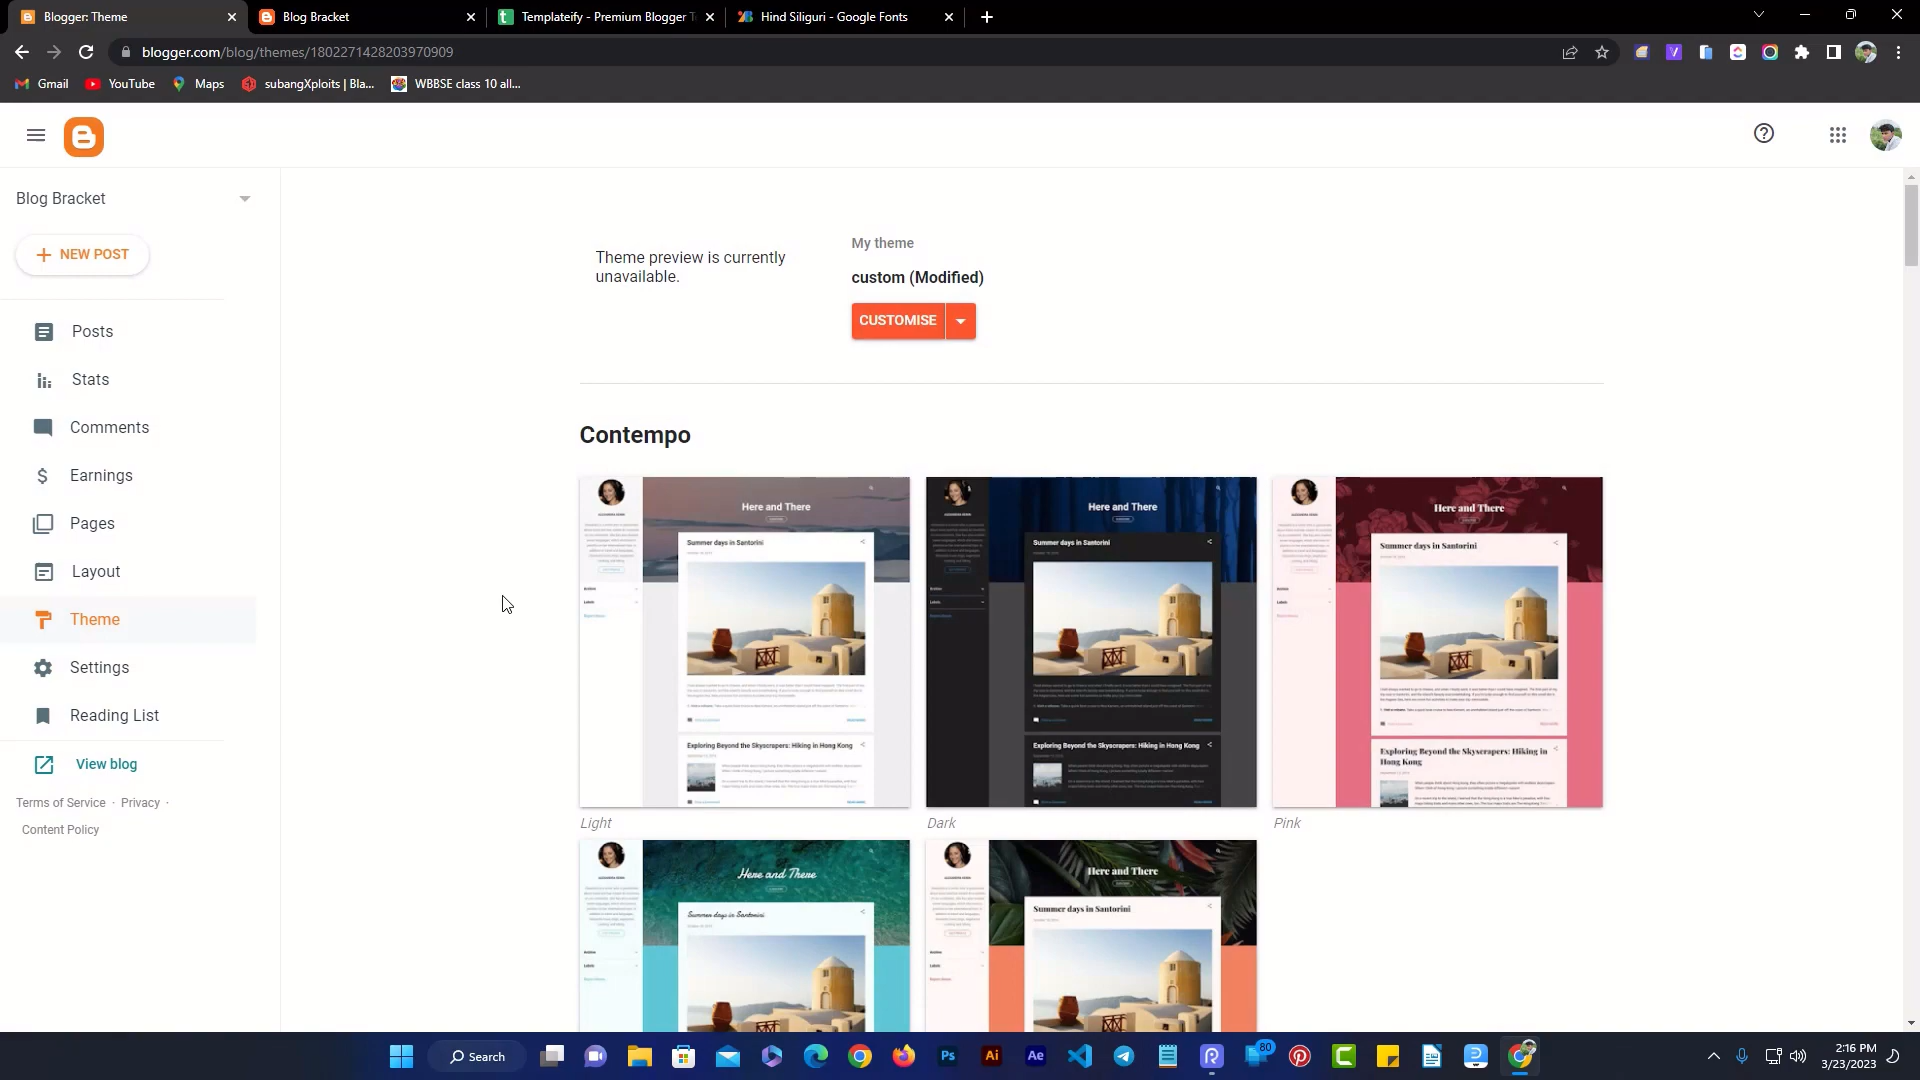 Blogger: Theme
Blog Bracket
Templateify - Premium Blogger T
Hind Siliguri - Google Fonts
blogger.com/blog/themes/1802271428203970909
Gmail
YouTube
Maps
subangXploits | Bla...
WBBSE class 10 all...
Blog Bracket
NEW POST
Posts
Stats
Comments
Earnings
Pages
Layout
Theme
Settings
Reading List
View blog
Terms of Service · Privacy ·
Content Policy
Theme preview is currently
unavailable.
My theme
custom (Modified)
CUSTOMISE
Contempo
Here and There
Summer days in Santorini
Exploring Beyond the Skyscrapers: Hiking in Hong Kong
Light
Here and There
Summer days in Santorini
Exploring Beyond the Skyscrapers: Hiking in Hong Kong
Dark
Here and There
Summer days in Santorini
Exploring Beyond the Skyscrapers: Hiking in
Hong Kong
Pink
Here and There
Summer days in Santorini
Here and There
Summer days in Santorini
Search
Ps
Ai
Ae
80
2:16 PM
3/23/2023